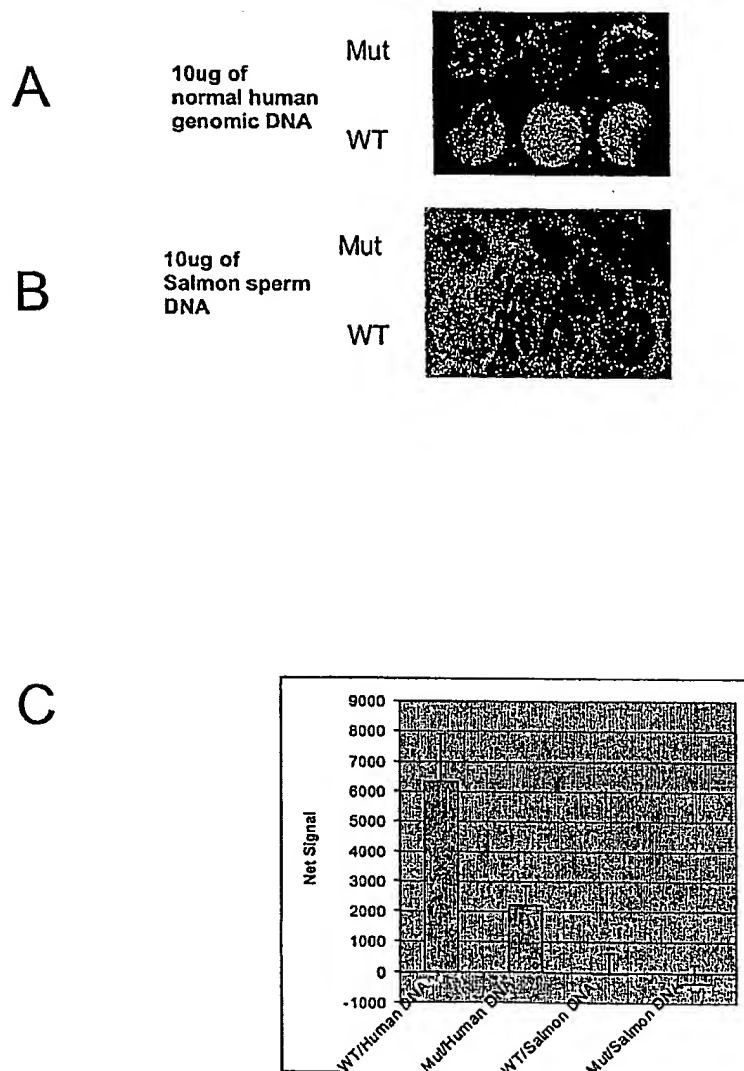 A
10ug of
normal human
genomic DNA
Mut
WT
B
10ug of
Salmon sperm
DNA
Mut
WT
C
Net Signal
9000
8000
7000
6000
5000
4000
3000
2000
1000
0
-1000
WT/Human DNA
Mut/Human DNA
WT/Salmon DNA
Mut/Salmon DNA